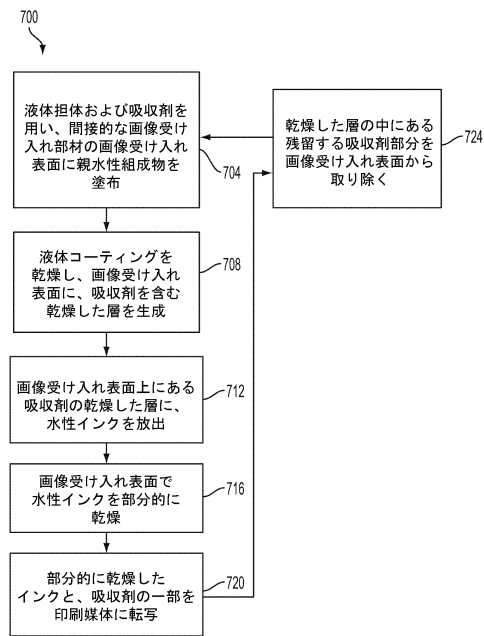 700
液体担体および吸収剤を
用い、間接的な画像受け
入れ部材の画像受け入れ
表面に親水性組成物を
塗布
704
液体コーティングを
乾燥し、画像受け入れ
表面に、吸収剤を含む
乾燥した層を生成
708
画像受け入れ表面上にある
吸収剤の乾燥した層に、
水性インクを放出
712
画像受け入れ表面で
水性インクを部分的に
乾燥
716
部分的に乾燥した
インクと、吸収剤の一部を
印刷媒体に転写
720
乾燥した層の中にある
残留する吸収剤部分を
画像受け入れ表面から
取り除く
724